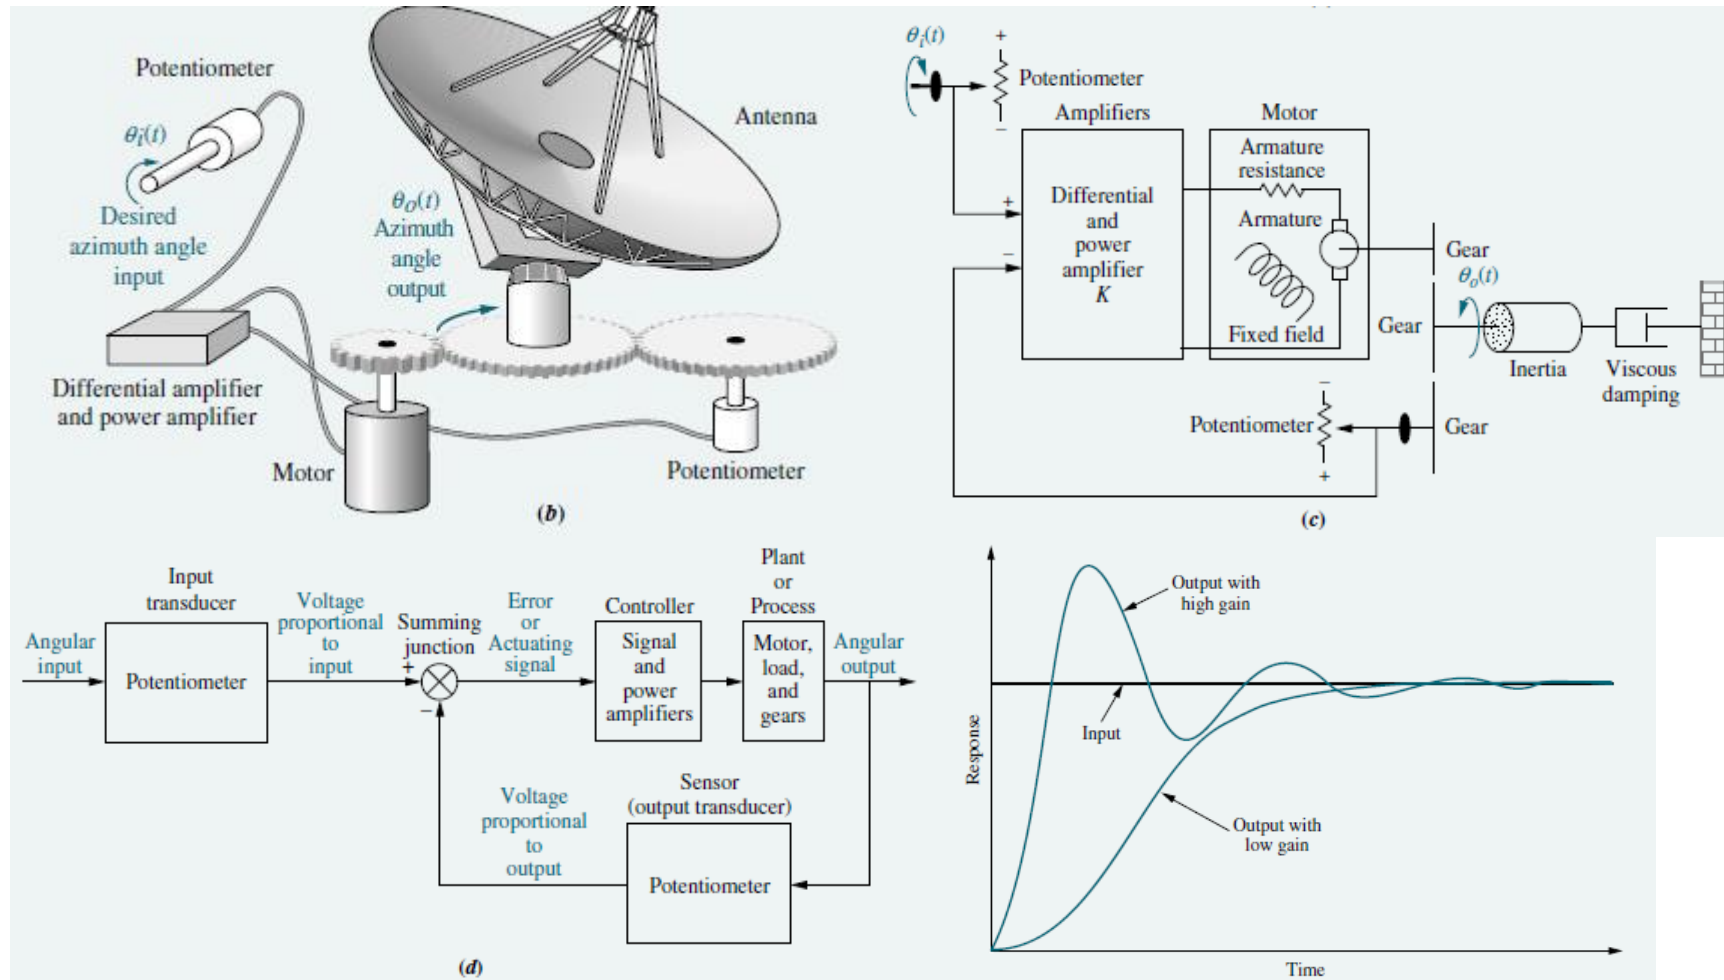 Potentiometer
θi(t)
Desired
azimuth angle
input
θo(t)
Azimuth
angle
output
Antenna
Differential amplifier
and power amplifier
Motor
Potentiometer
(b)
θi(t)
+
Potentiometer
−
Amplifiers
Motor
Armature
resistance
+
Differential
and
power
amplifier
K
−
Armature
Fixed field
Gear
θo(t)
Gear
Inertia
Viscous
damping
−
Potentiometer
+
Gear
(c)
Input
transducer
Angular
input
Potentiometer
Voltage
proportional
to
input
Summing
junction
+
−
Error
or
Actuating
signal
Controller
Signal
and
power
amplifiers
Plant
or
Process
Motor,
load,
and
gears
Angular
output
Sensor
(output transducer)
Voltage
proportional
to
output
Potentiometer
(d)
Response
Output with
high gain
Input
Output with
low gain
Time